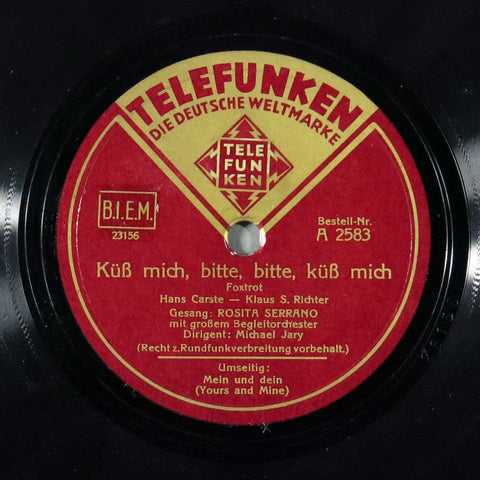 TELEFUNKEN
DIE DEUTSCHE WELTMARKE
TELE
FUN
KEN
B.I.E.M.
23156
Bestell-Nr.
A 2583
Küß mich, bitte, bitte, küß mich
Foxtrot
Hans Carste — Klaus S. Richter
Gesang: ROSITA SERRANO
mit großem Begleitorchester
Dirigent: Michael Jary
(Recht z. Rundfunkverbreitung vorbehalt.)
Umseitig:
Mein und dein
(Yours and Mine)